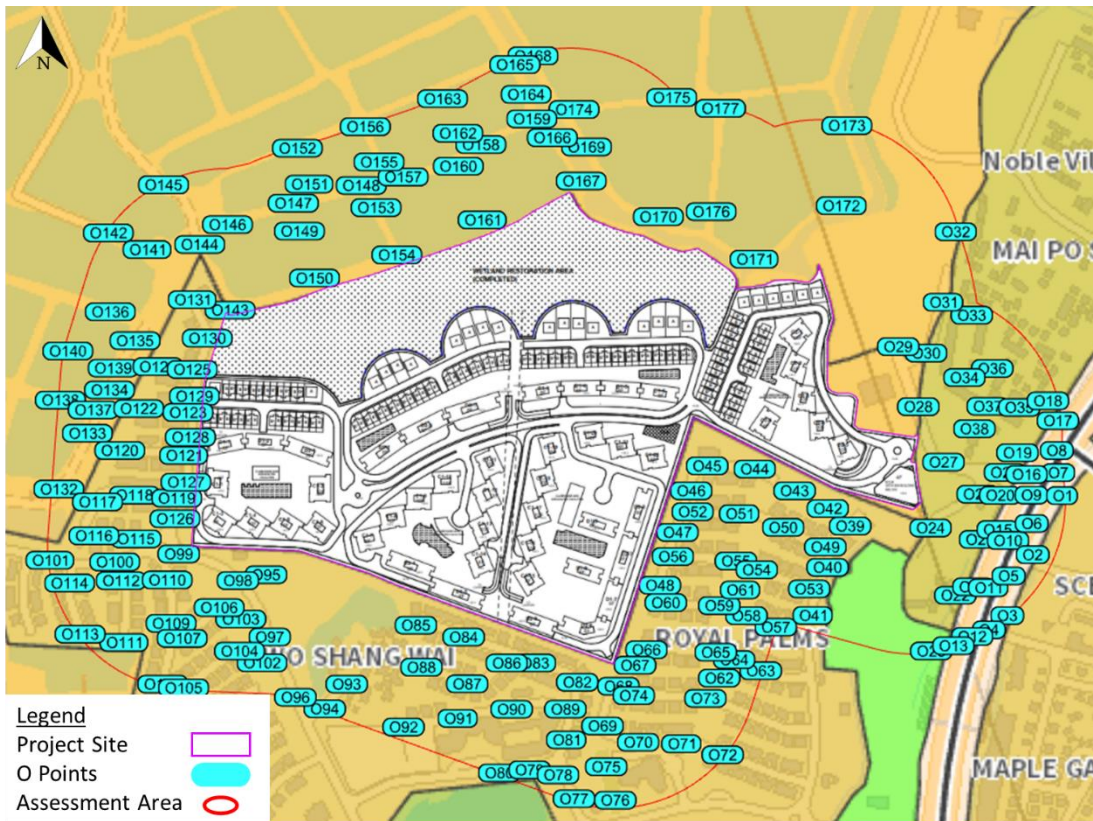 N
O168
O165
O164
O163
O175
O177
O174
O159
O173
O156
O162
O166
O158
O169
O152
O155
O160
O157
O167
O145
O151
O148
O147
O153
O172
O176
O170
O161
O146
O142
O149
O144
O141
O32
O154
O171
O150
Noble Vil
MAI PO S
WETLAND RESTORATION AREA
(COMPLETED)
O131
O143
O136
O31
O33
O130
O135
O140
O29
O30
O139
O125
O36
O34
O134
O129
O138
O137
O122
O123
O28
O37
O18
O17
O133
O128
O38
O120
O121
O19
O8
O27
O45
O44
O16
O132
O127
O118
O119
O117
O46
O43
O20
O9
O1
O126
O52
O51
O42
O50
O39
O24
O15
O6
O116
O115
O47
O10
O99
O49
O2
O101
O100
O56
O55
O54
O40
O95
O98
O114
O112
O110
O48
O61
O53
O5
O11
SCE
O106
O60
O59
O58
O41
O3
O109
O103
O57
O85
O113
O111
O107
O97
O84
ROYAL PALMS
O12
O13
O104
O102
WO SHANG WAI
O66
O65
O88
O86
O83
O67
O63
O62
O87
O82
O93
O74
O73
O105
O96
O94
O90
O89
O91
O92
O69
O81
O70
O71
O72
O75
O78
O77
O76
MAPLE GA
Legend
Project Site
O Points
Assessment Area